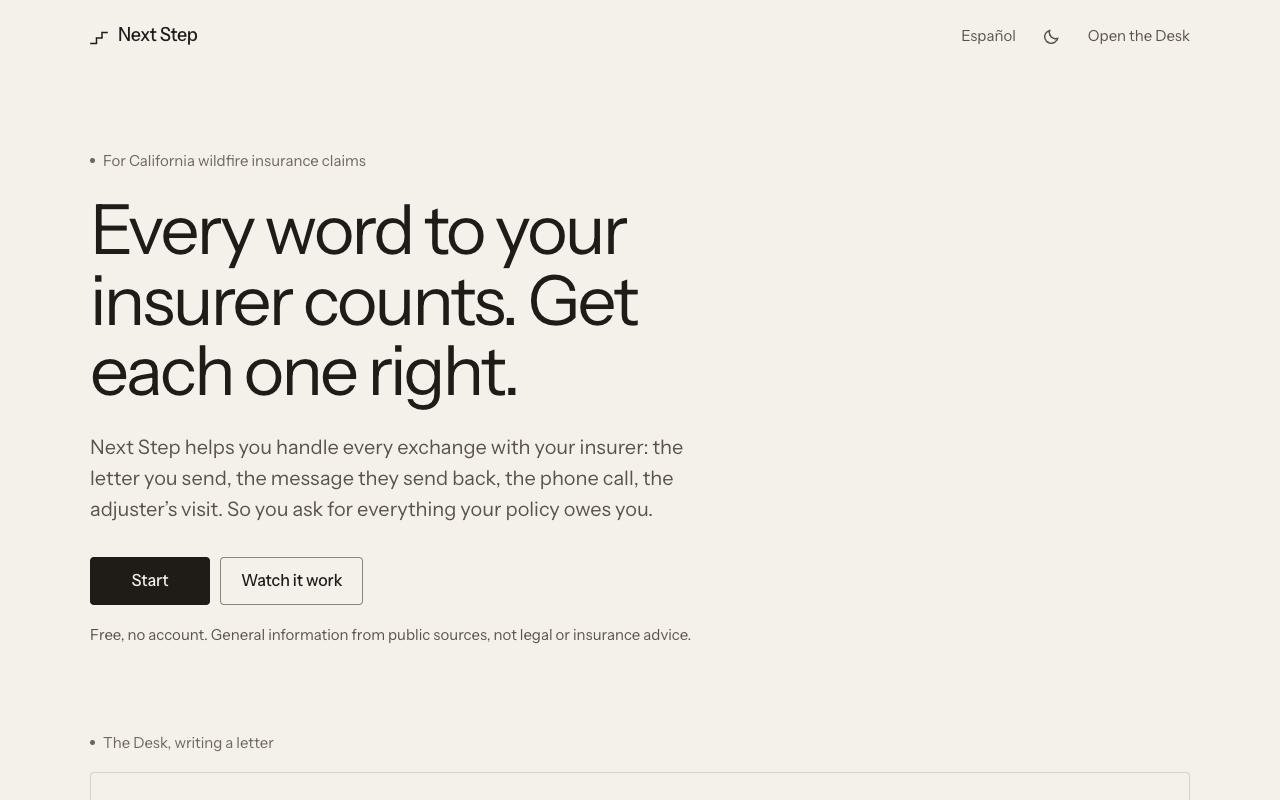 Next Step
Español
Open the Desk
For California wildfire insurance claims
Every word to your
insurer counts. Get
each one right.
Next Step helps you handle every exchange with your insurer: the
letter you send, the message they send back, the phone call, the
adjuster’s visit. So you ask for everything your policy owes you.
Start
Watch it work
Free, no account. General information from public sources, not legal or insurance advice.
The Desk, writing a letter